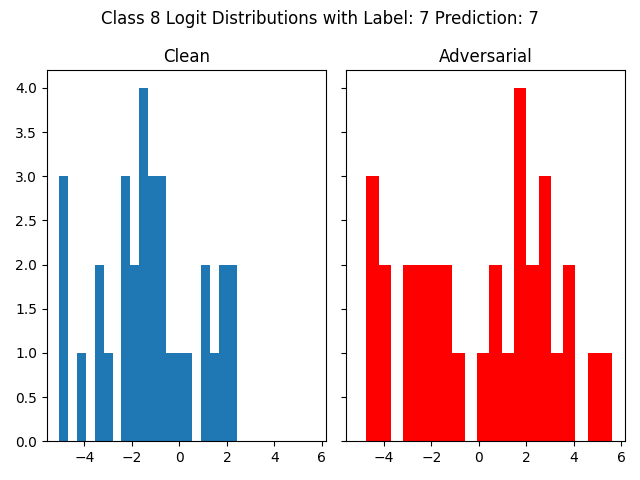 Class 8 Logit Distributions with Label: 7 Prediction: 7
Clean
Adversarial
4.0
3.5
3.0
2.5
2.0
1.5
1.0
0.5
0.0
−4 −2 0 2 4 6
−4 −2 0 2 4 6